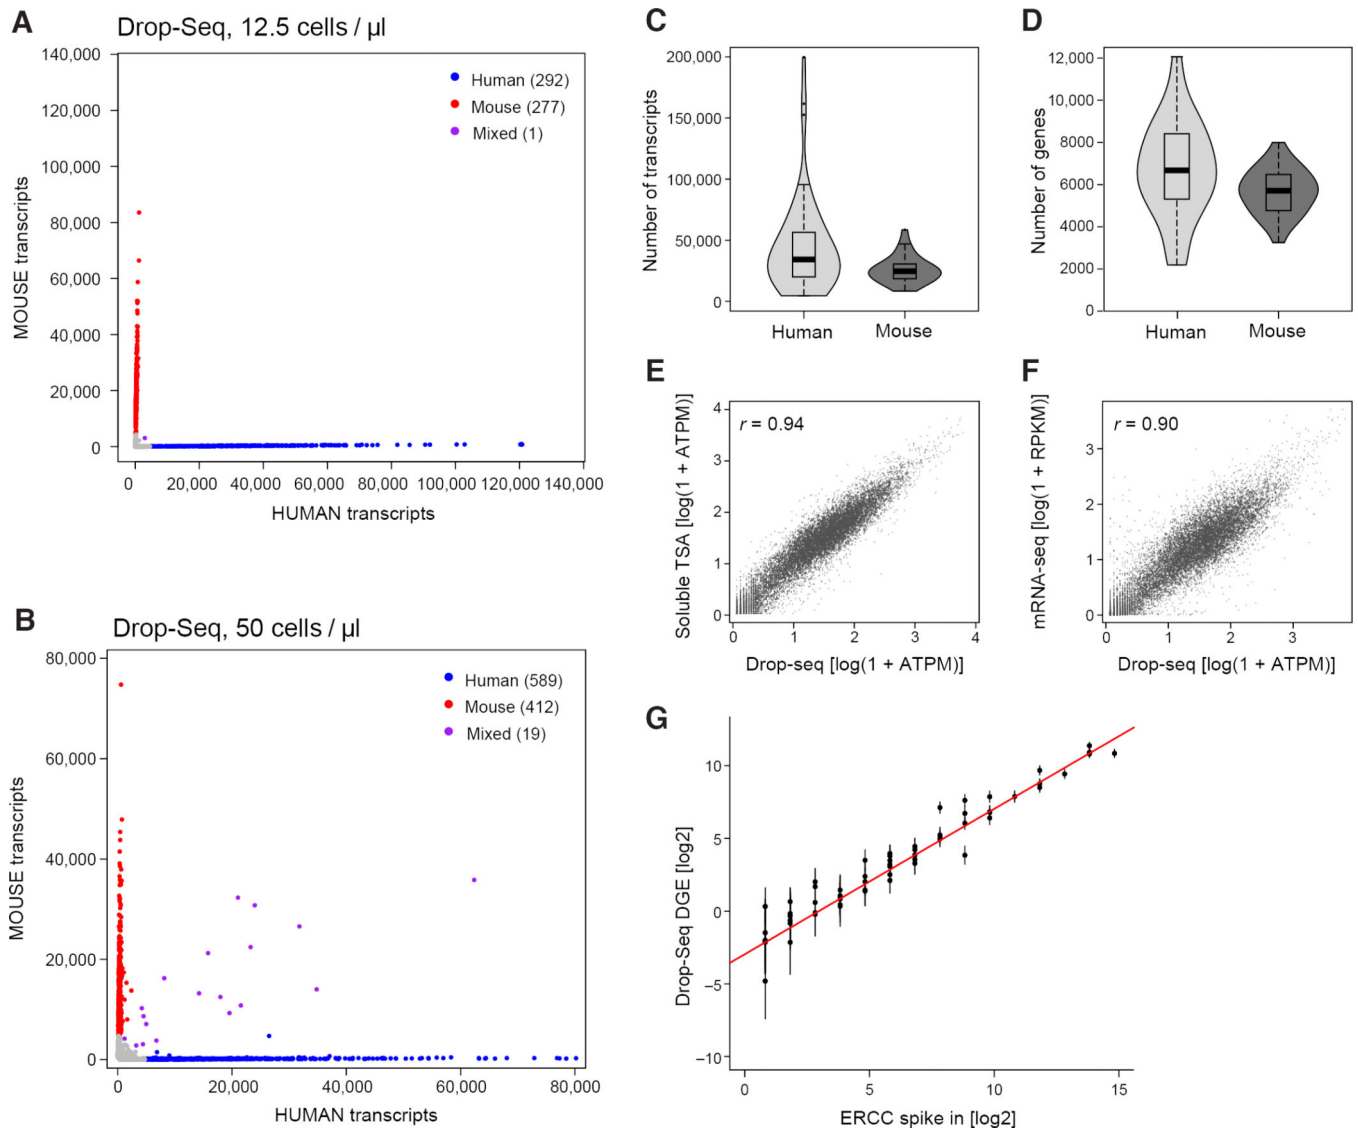 A
Drop-Seq, 12.5 cells / µl
140,000
120,000
100,000
80,000
60,000
40,000
20,000
0
MOUSE transcripts
Human (292)
Mouse (277)
Mixed (1)
0 20,000 40,000 60,000 80,000 100,000 120,000 140,000
HUMAN transcripts
B
Drop-Seq, 50 cells / µl
80,000
60,000
40,000
20,000
0
MOUSE transcripts
Human (589)
Mouse (412)
Mixed (19)
0 20,000 40,000 60,000 80,000
HUMAN transcripts
C
200,000
150,000
100,000
50,000
0
Number of transcripts
Human Mouse
D
12,000
10,000
8000
6000
4000
2000
0
Number of genes
Human Mouse
E
r = 0.94
4
3
2
1
0
Soluble TSA [log(1 + ATPM)]
0 1 2 3 4
Drop-seq [log(1 + ATPM)]
F
r = 0.90
3
2
1
0
mRNA-seq [log(1 + RPKM)]
0 1 2 3
Drop-seq [log(1 + ATPM)]
G
10
5
0
−5
−10
Drop-Seq DGE [log2]
0 5 10 15
ERCC spike in [log2]